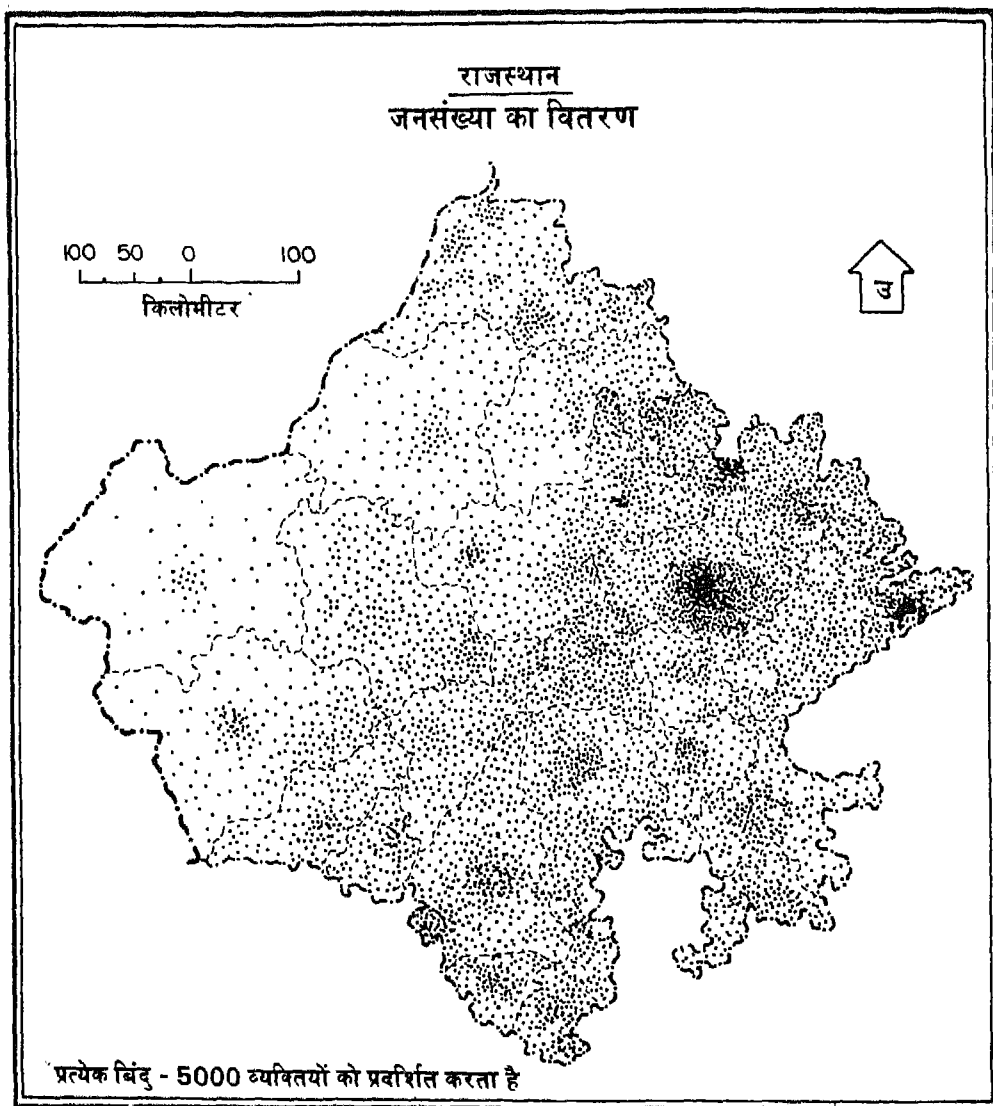 राजस्थान
जनसंख्या का वितरण
100 50 0 100
किलोमीटर
उ
प्रत्येक बिंदु - 5000 व्यक्तियों को प्रदर्शित करता है